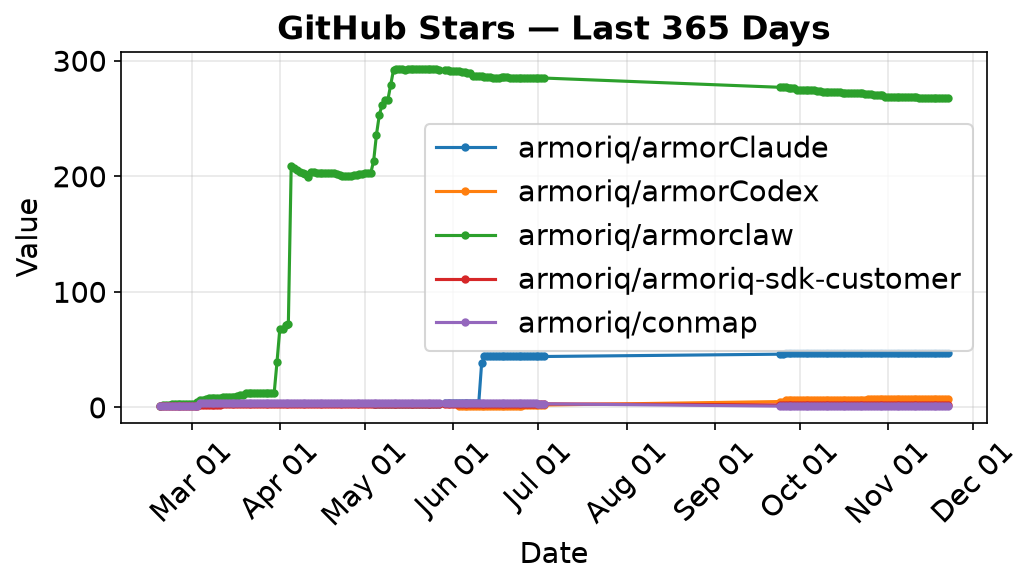 GitHub Stars — Last 365 Days
Value
300
200
100
0
armoriq/armorClaude
armoriq/armorCodex
armoriq/armorclaw
armoriq/armoriq-sdk-customer
armoriq/conmap
Mar 01
Apr 01
May 01
Jun 01
Jul 01
Aug 01
Sep 01
Oct 01
Nov 01
Dec 01
Date